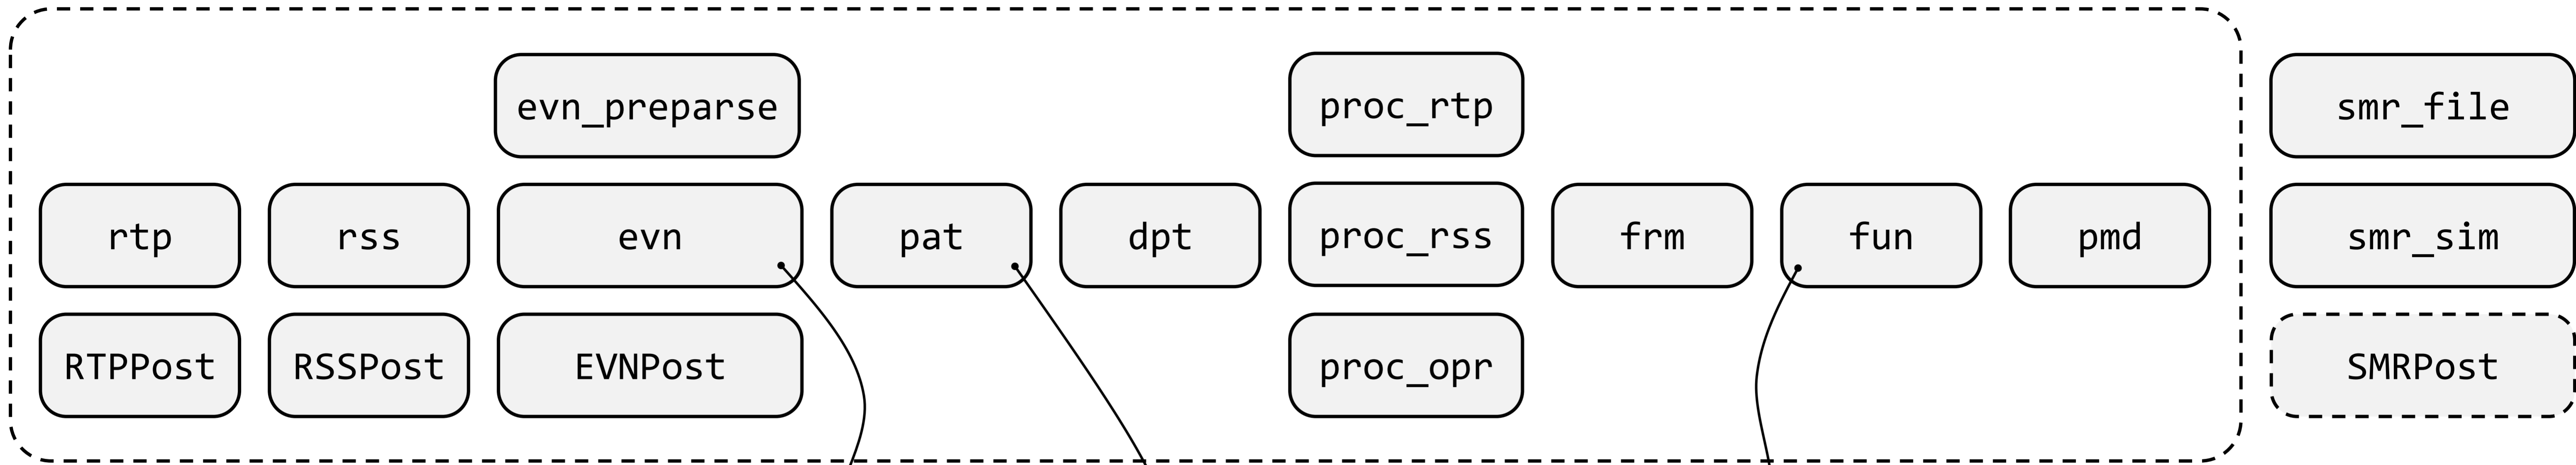 evn_preparse
proc_rtp
smr_file
rtp
rss
evn
pat
dpt
proc_rss
frm
fun
pmd
smr_sim
RTPPost
RSSPost
EVNPost
proc_opr
SMRPost